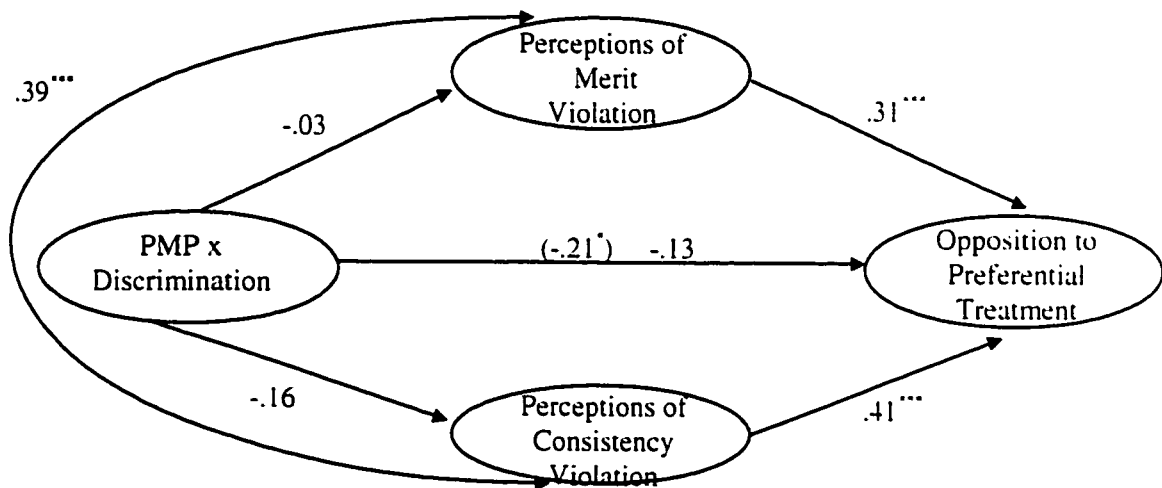 Perceptions of
Merit
Violation
.39***
-.03
.31***
PMP x
Discrimination
(-.21*) -.13
Opposition to
Preferential
Treatment
-.16
Perceptions of
Consistency
Violation
.41***